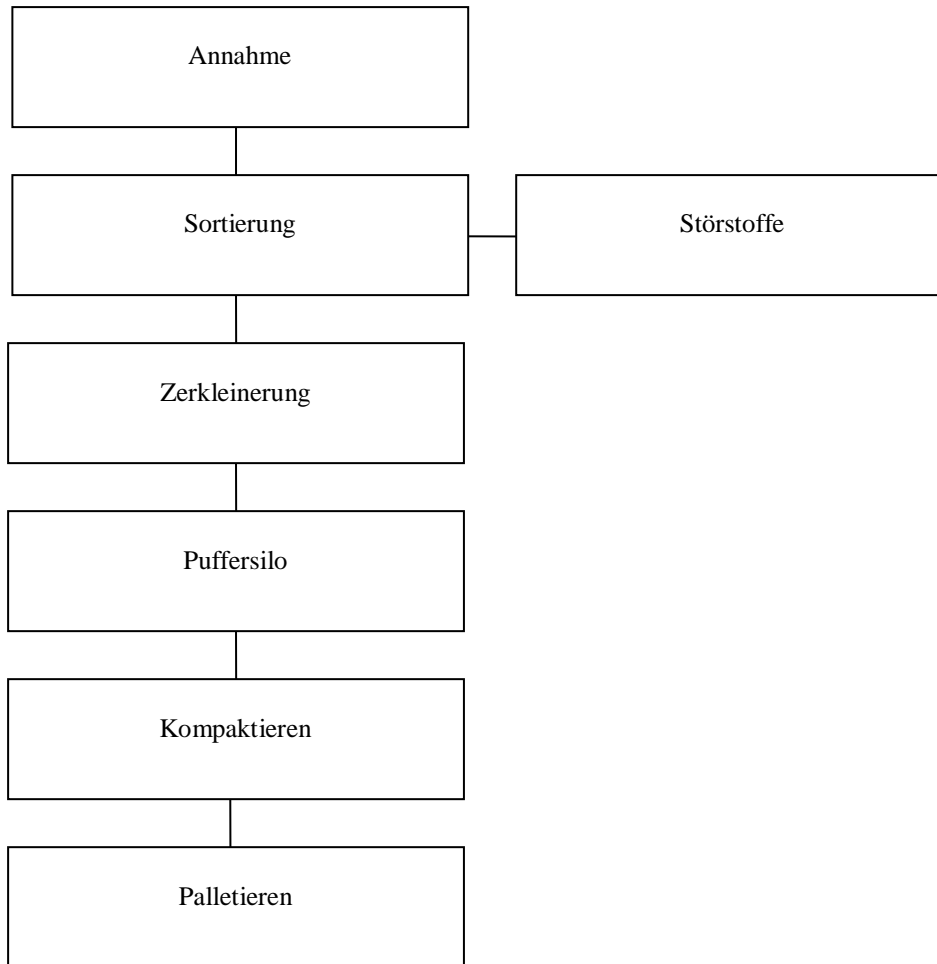 Annahme
Sortierung
Störstoffe
Zerkleinerung
Puffersilo
Kompaktieren
Palletieren